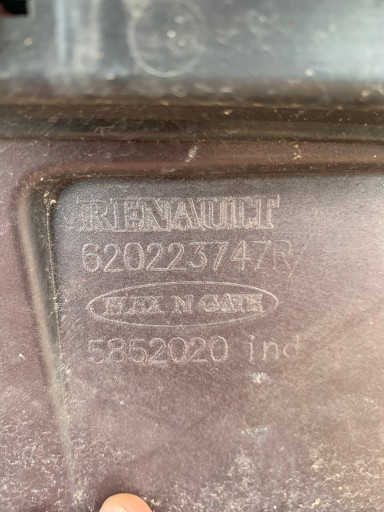 RENAULT
620223747R
FLEX N GATE
5852020 ind